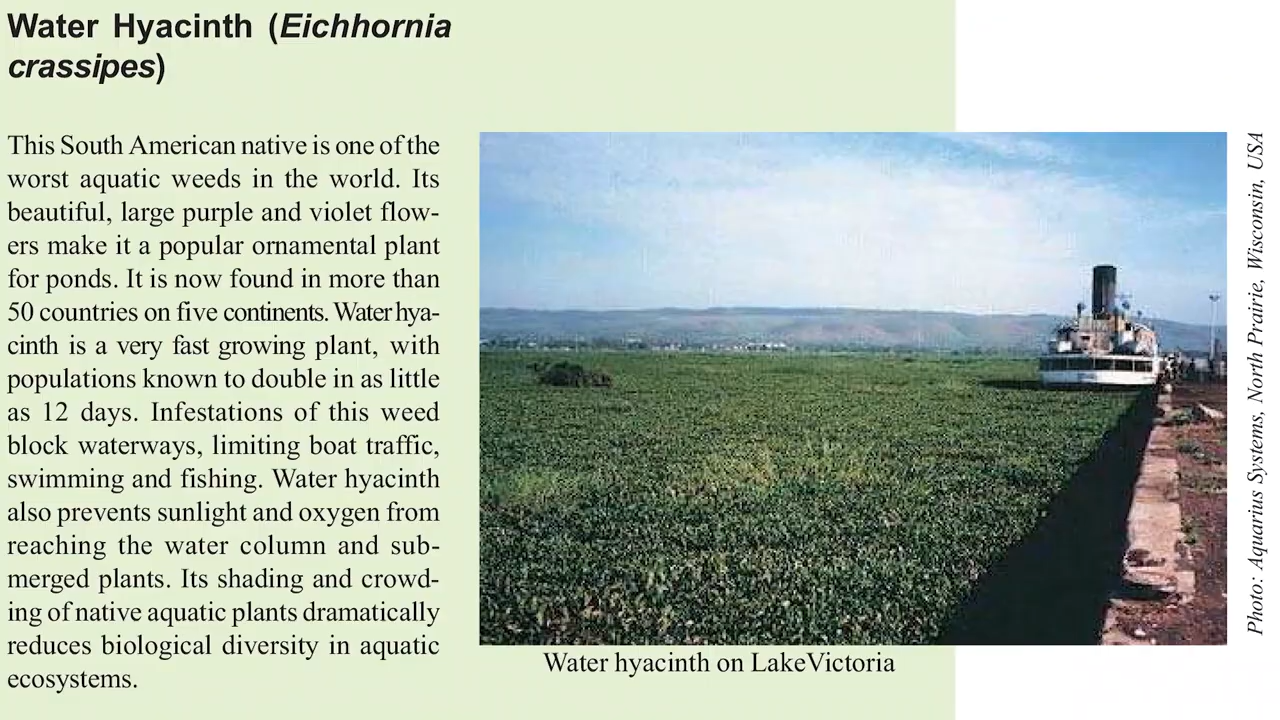 Water Hyacinth (Eichhornia
crassipes)
This South American native is one of the
worst aquatic weeds in the world. Its
beautiful, large purple and violet flow-
ers make it a popular ornamental plant
for ponds. It is now found in more than
50 countries on five continents. Water hya-
cinth is a very fast growing plant, with
populations known to double in as little
as 12 days. Infestations of this weed
block waterways, limiting boat traffic,
swimming and fishing. Water hyacinth
also prevents sunlight and oxygen from
reaching the water column and sub-
merged plants. Its shading and crowd-
ing of native aquatic plants dramatically
reduces biological diversity in aquatic
ecosystems.
Water hyacinth on LakeVictoria
Photo: Aquarius Systems, North Prairie, Wisconsin, USA